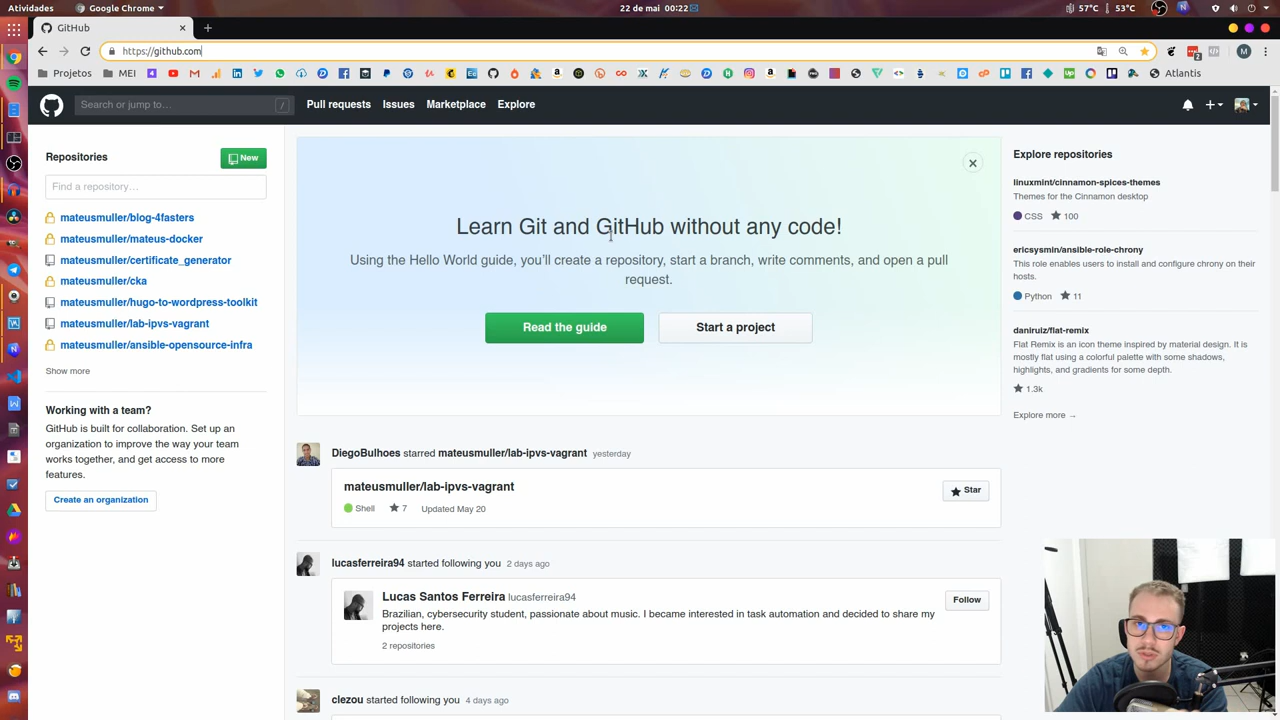 Atividades
Google Chrome
22 de mai 00:22
57°C
53°C
GitHub
https://github.com
2
M
Projetos
MEI
Atlantis
Search or jump to…
/
Pull requests
Issues
Marketplace
Explore
Repositories
New
Find a repository…
mateusmuller/blog-4fasters
mateusmuller/mateus-docker
mateusmuller/certificate_generator
mateusmuller/cka
mateusmuller/hugo-to-wordpress-toolkit
mateusmuller/lab-ipvs-vagrant
mateusmuller/ansible-opensource-infra
Show more
Working with a team?
GitHub is built for collaboration. Set up an
organization to improve the way your team
works together, and get access to more
features.
Create an organization
Learn Git and GitHub without any code!
Using the Hello World guide, you’ll create a repository, start a branch, write comments, and open a pull
request.
Read the guide
Start a project
DiegoBulhoes starred mateusmuller/lab-ipvs-vagrant yesterday
mateusmuller/lab-ipvs-vagrant
Star
Shell
7
Updated May 20
lucasferreira94 started following you 2 days ago
Lucas Santos Ferreira lucasferreira94
Follow
Brazilian, cybersecurity student, passionate about music. I became interested in task automation and decided to share my
projects here.
2 repositories
clezou started following you 4 days ago
Explore repositories
linuxmint/cinnamon-spices-themes
Themes for the Cinnamon desktop
CSS
100
ericsysmin/ansible-role-chrony
This role enables users to install and configure chrony on their
hosts.
Python
11
daniruiz/flat-remix
Flat Remix is an icon theme inspired by material design. It is
mostly flat using a colorful palette with some shadows,
highlights, and gradients for some depth.
1.3k
Explore more →